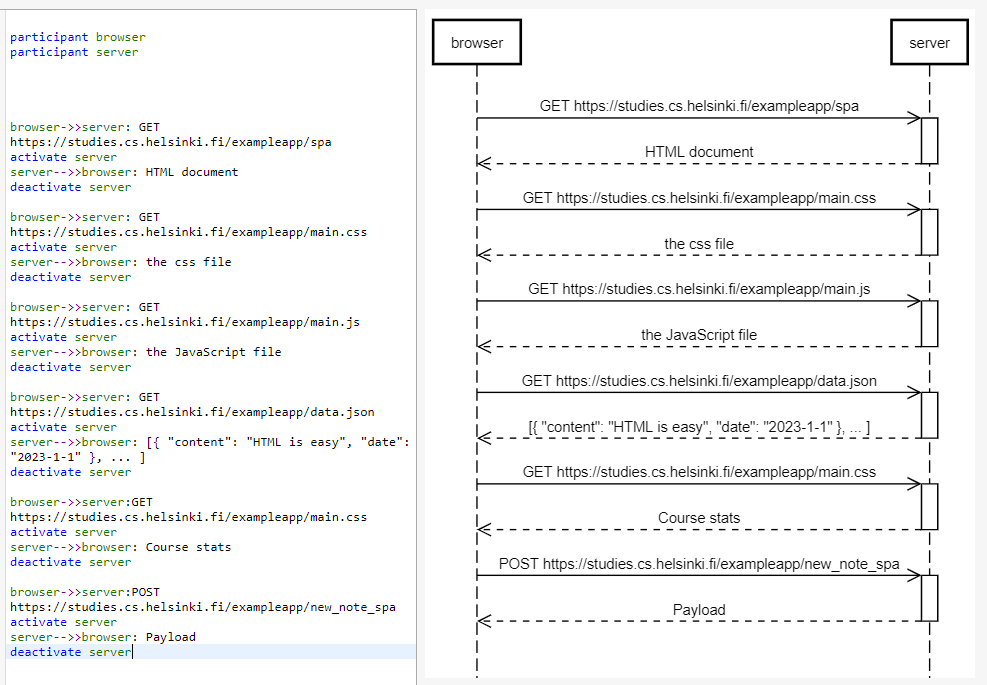 participant browser
participant server
browser->>server: GET
https://studies.cs.helsinki.fi/exampleapp/spa
activate server
server-->>browser: HTML document
deactivate server
browser->>server: GET
https://studies.cs.helsinki.fi/exampleapp/main.css
activate server
server-->>browser: the css file
deactivate server
browser->>server: GET
https://studies.cs.helsinki.fi/exampleapp/main.js
activate server
server-->>browser: the JavaScript file
deactivate server
browser->>server: GET
https://studies.cs.helsinki.fi/exampleapp/data.json
activate server
server-->>browser: [{ "content": "HTML is easy", "date":
"2023-1-1" }, ... ]
deactivate server
browser->>server:GET
https://studies.cs.helsinki.fi/exampleapp/main.css
activate server
server-->>browser: Course stats
deactivate server
browser->>server:POST
https://studies.cs.helsinki.fi/exampleapp/new_note_spa
activate server
server-->>browser: Payload
deactivate server
browser
server
GET https://studies.cs.helsinki.fi/exampleapp/spa
HTML document
GET https://studies.cs.helsinki.fi/exampleapp/main.css
the css file
GET https://studies.cs.helsinki.fi/exampleapp/main.js
the JavaScript file
GET https://studies.cs.helsinki.fi/exampleapp/data.json
[{ "content": "HTML is easy", "date": "2023-1-1" }, ... ]
GET https://studies.cs.helsinki.fi/exampleapp/main.css
Course stats
POST https://studies.cs.helsinki.fi/exampleapp/new_note_spa
Payload